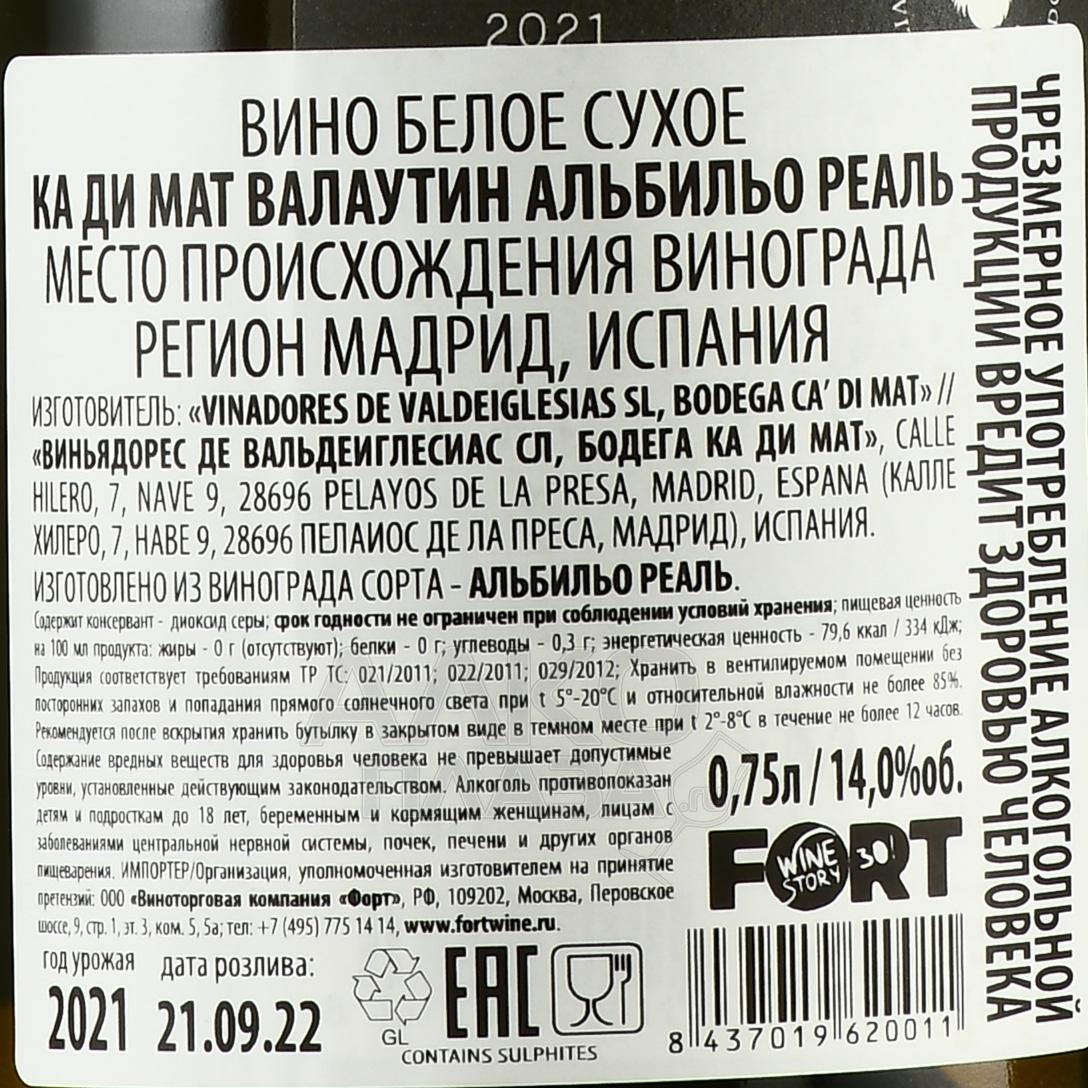 2021
ВИНО БЕЛОЕ СУХОЕ
КА ДИ МАТ ВАЛАУТИН АЛЬБИЛЬО РЕАЛЬ
МЕСТО ПРОИСХОЖДЕНИЯ ВИНОГРАДА
РЕГИОН МАДРИД, ИСПАНИЯ
ИЗГОТОВИТЕЛЬ: «VINADORES DE VALDEIGLESIAS SL, BODEGA CA' DI MAT» //
«ВИНЬЯДОРЕС ДЕ ВАЛЬДЕИГЛЕСИАС СЛ, БОДЕГА КА ДИ МАТ», CALLE
HILERO, 7, NAVE 9, 28696 PELAYOS DE LA PRESA, MADRID, ESPANA (КАЛЛЕ
ХИЛЕРО, 7, НАВЕ 9, 28696 ПЕЛАИОС ДЕ ЛА ПРЕСА, МАДРИД), ИСПАНИЯ.
ИЗГОТОВЛЕНО ИЗ ВИНОГРАДА СОРТА - АЛЬБИЛЬО РЕАЛЬ.
Содержит консервант - диоксид серы; срок годности не ограничен при соблюдении условий хранения; пищевая ценность
на 100 мл продукта: жиры - 0 г (отсутствуют); белки - 0 г; углеводы - 0,3 г; энергетическая ценность - 79,6 ккал / 334 кДж;
Продукция соответствует требованиям ТР ТС: 021/2011; 022/2011; 029/2012; Хранить в вентилируемом помещении без
посторонних запахов и попадания прямого солнечного света при t 5°-20°С и относительной влажности не более 85%.
Рекомендуется после вскрытия хранить бутылку в закрытом виде в темном месте при t 2°-8°С в течение не более 12 часов.
Содержание вредных веществ для здоровья человека не превышает допустимые
уровни, установленные действующим законодательством. Алкоголь противопоказан
детям и подросткам до 18 лет, беременным и кормящим женщинам, лицам с
заболеваниями центральной нервной системы, почек, печени и других органов
пищеварения. ИМПОРТЕР/Организация, уполномоченная изготовителем на принятие
претензий: ООО «Виноторговая компания «Форт», РФ, 109202, Москва, Перовское
шоссе, 9, стр. 1, эт. 3, ком. 5, 5а; тел: +7 (495) 775 14 14, www.fortwine.ru.
0,75л / 14,0%об.
FORT
WINE STORY 30!
год урожая
2021
дата розлива:
21.09.22
GL
EAC
CONTAINS SULPHITES
8 437019 620011
ЧРЕЗМЕРНОЕ УПОТРЕБЛЕНИЕ АЛКОГОЛЬНОЙ
ПРОДУКЦИИ ВРЕДИТ ЗДОРОВЬЮ ЧЕЛОВЕКА